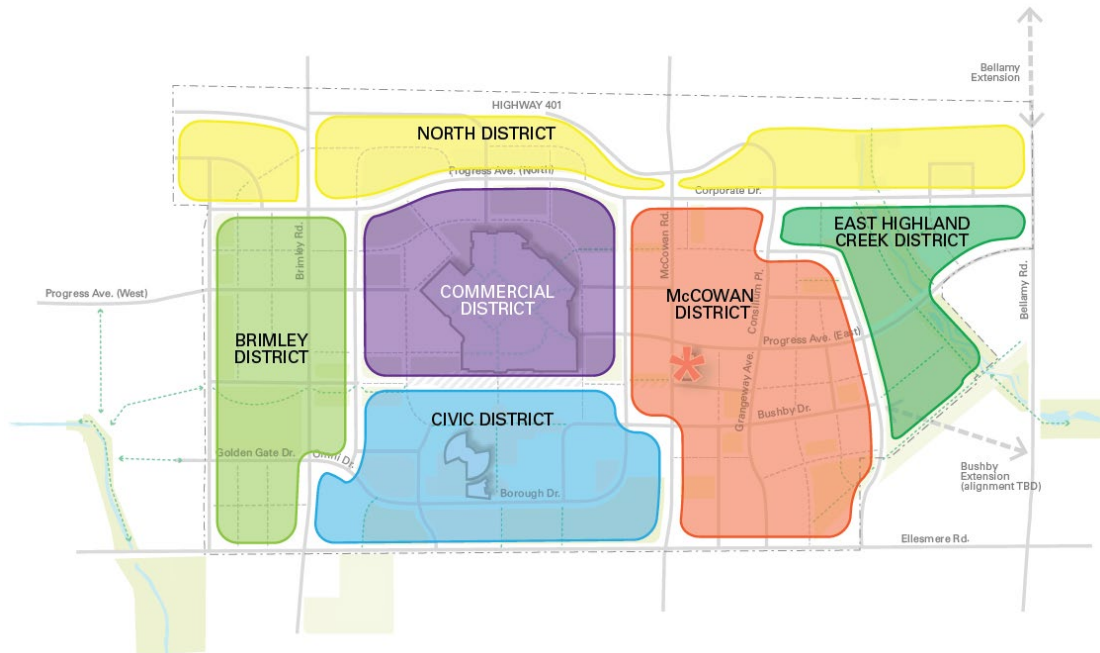 Bellamy
Extension
HIGHWAY 401
NORTH DISTRICT
Progress Ave. (North)
Corporate Dr.
EAST HIGHLAND
CREEK DISTRICT
Brimley Rd.
McCowan Rd.
Consilium Pl.
Bellamy Rd.
COMMERCIAL
DISTRICT
McCOWAN
DISTRICT
Progress Ave. (West)
BRIMLEY
DISTRICT
Progress Ave. (East)
Grangeway Ave.
Bushby Dr.
CIVIC DISTRICT
Golden Gate Dr.
Omni Dr.
Borough Dr.
Bushby
Extension
(alignment TBD)
Ellesmere Rd.